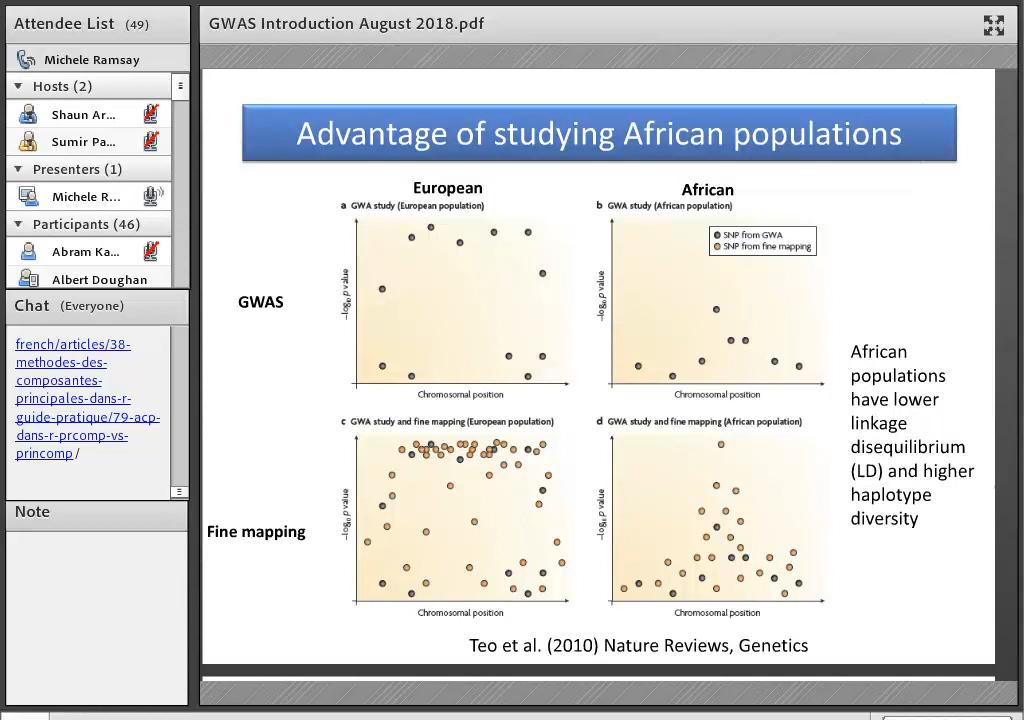 Attendee List (49)
Michele Ramsay
Hosts (2)
Shaun Ar...
Sumir Pa...
Presenters (1)
Michele R...
Participants (46)
Abram Ka...
Albert Doughan
Chat (Everyone)
french/articles/38-
methodes-des-
composantes-
principales-dans-r-
guide-pratique/79-acp-
dans-r-prcomp-vs-
princomp /
Note
GWAS Introduction August 2018.pdf
Advantage of studying African populations
European
African
a GWA study (European population)
b GWA study (African population)
SNP from GWA
SNP from fine mapping
GWAS
–log₁₀ p value
–log₁₀ p value
Chromosomal position
Chromosomal position
c GWA study and fine mapping (European population)
d GWA study and fine mapping (African population)
Fine mapping
–log₁₀ p value
–log₁₀ p value
Chromosomal position
Chromosomal position
African
populations
have lower
linkage
disequilibrium
(LD) and higher
haplotype
diversity
Teo et al. (2010) Nature Reviews, Genetics